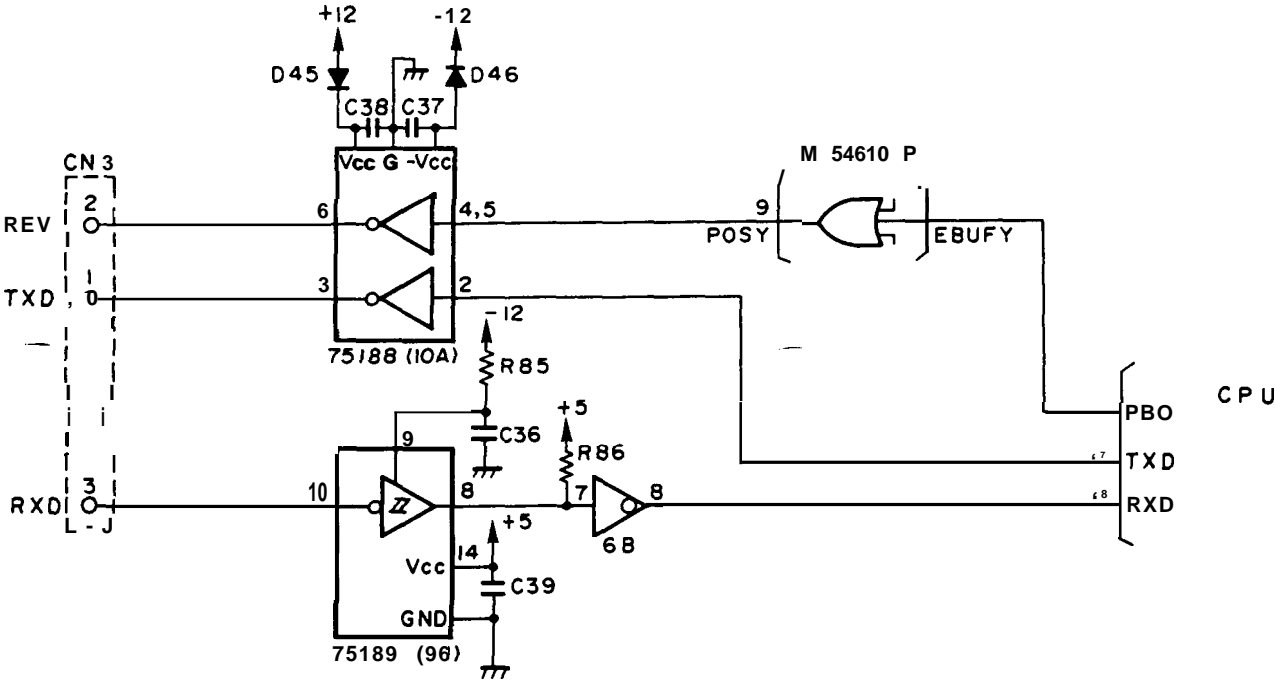 +12 -12
D45 D46
C38 C37
Vcc G -Vcc
CN3
M 54610 P
2 6 4,5 9
REV POSY EBUFY
1 3 2
TXD
-12
75188 (10A)
R85
CPU
+5
PBO
9 C36 R86
TXD
3 10 8 7 8
RXD RXD
+5
6B
14
Vcc
C39
GND
75189 (96)